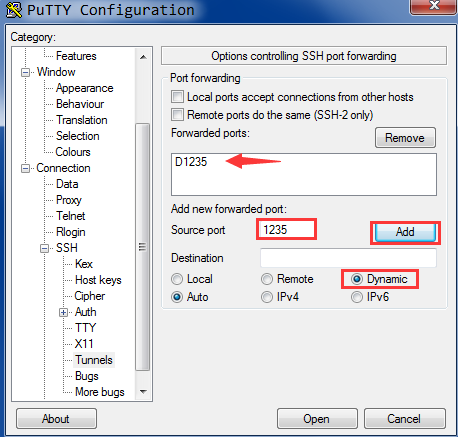 PuTTY Configuration
Category:
Features
Window
Appearance
Behaviour
Translation
Selection
Colours
Connection
Data
Proxy
Telnet
Rlogin
SSH
Kex
Host keys
Cipher
Auth
TTY
X11
Tunnels
Bugs
More bugs
Options controlling SSH port forwarding
Port forwarding
Local ports accept connections from other hosts
Remote ports do the same (SSH-2 only)
Forwarded ports:
Remove
D1235
Add new forwarded port:
Source port 1235 Add
Destination
Local Remote Dynamic
Auto IPv4 IPv6
About Open Cancel